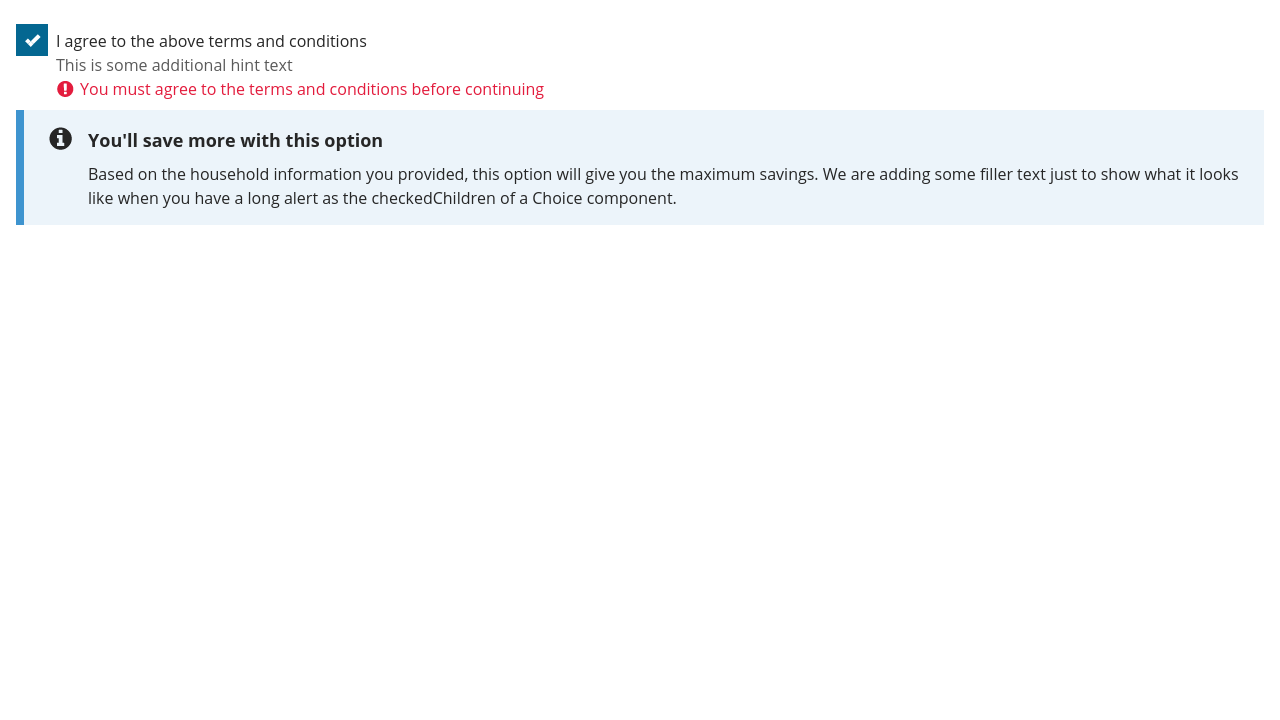 I agree to the above terms and conditions
This is some additional hint text
You must agree to the terms and conditions before continuing
You'll save more with this option
Based on the household information you provided, this option will give you the maximum savings. We are adding some filler text just to show what it looks
like when you have a long alert as the checkedChildren of a Choice component.